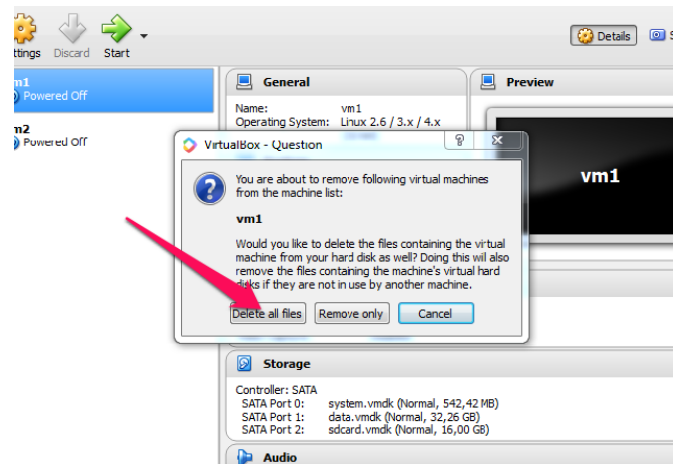 ttings Discard Start
Details S
m1
Powered Off
m2
Powered Off
General
Name: vm1
Operating System: Linux 2.6 / 3.x / 4.x
Preview
vm1
VirtualBox - Question
You are about to remove following virtual machines
from the machine list:
vm1
Would you like to delete the files containing the virtual
machine from your hard disk as well? Doing this will also
remove the files containing the machine's virtual hard
disks if they are not in use by another machine.
Delete all files Remove only Cancel
Storage
Controller: SATA
SATA Port 0: system.vmdk (Normal, 542,42 MB)
SATA Port 1: data.vmdk (Normal, 32,26 GB)
SATA Port 2: sdcard.vmdk (Normal, 16,00 GB)
Audio